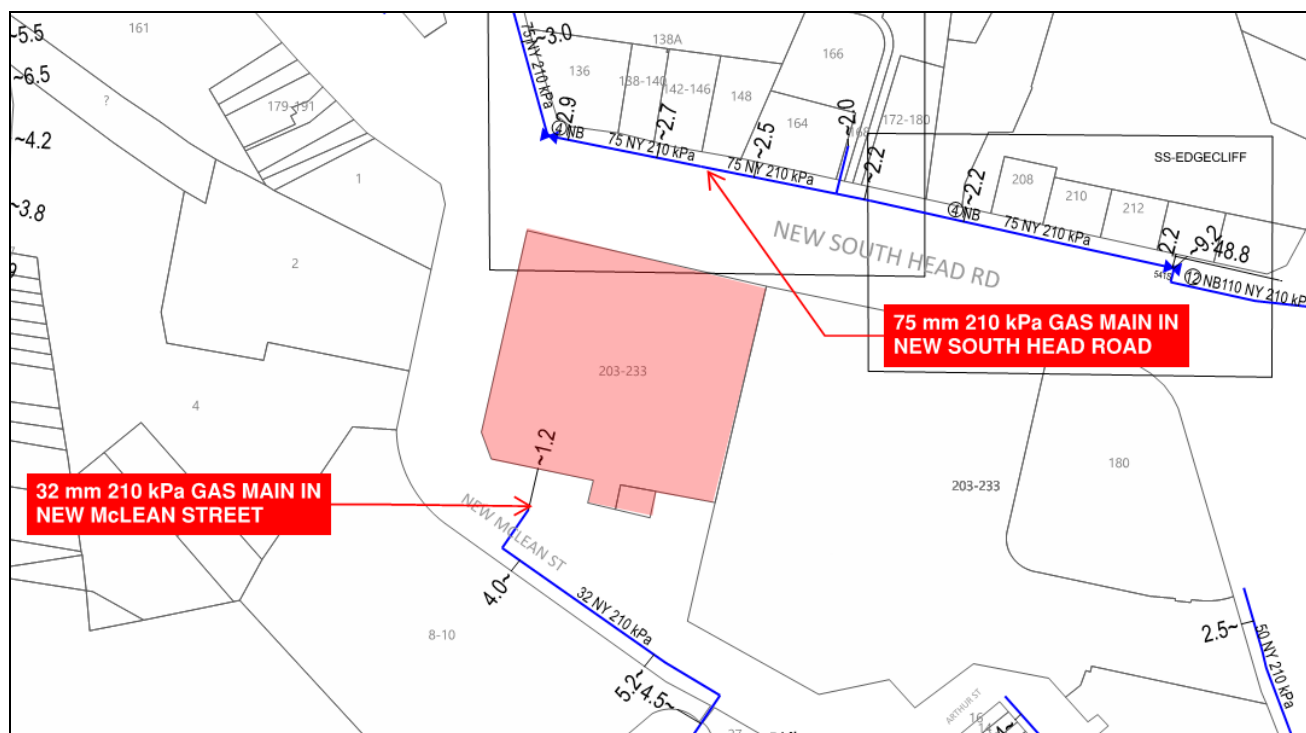 ~5.5
~6.5
~4.2
~3.8
161
?
179-191
1
2
4
75 NY 210 kPa
~3.0
138A
136
138-140
142-146
148
166
164
168
172-180
~2.9
4 NB
75 NY 210 kPa
~2.7
75 NY 210 kPa
~2.5
~2.0
~2.2
~2.2
4 NB
208
210
212
SS-EDGECLIFF
75 NY 210 kPa
2.2
~9.2
48.8
12 NB110 NY 210 kPa
NEW SOUTH HEAD RD
75 mm 210 kPa GAS MAIN IN
NEW SOUTH HEAD ROAD
203-233
~1.2
32 mm 210 kPa GAS MAIN IN
NEW McLEAN STREET
NEW MCLEAN ST
4.0~
32 NY 210 kPa
5.2~
4.5~
8-10
203-233
180
2.5~
50 NY 210 kPa
ARTHUR ST
16
14
27